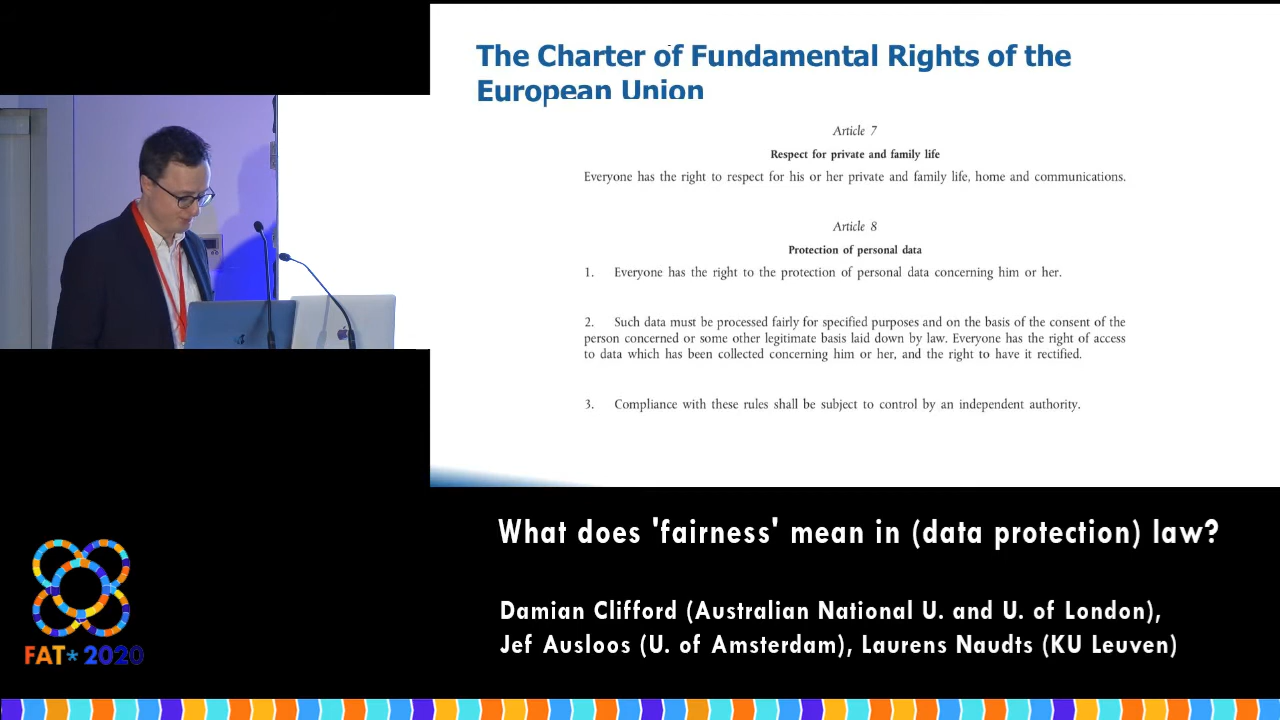 The Charter of Fundamental Rights of the
European Union
Article 7
Respect for private and family life
Everyone has the right to respect for his or her private and family life, home and communications.
Article 8
Protection of personal data
1. Everyone has the right to the protection of personal data concerning him or her.
2. Such data must be processed fairly for specified purposes and on the basis of the consent of the
person concerned or some other legitimate basis laid down by law. Everyone has the right of access
to data which has been collected concerning him or her, and the right to have it rectified.
3. Compliance with these rules shall be subject to control by an independent authority.
What does 'fairness' mean in (data protection) law?
Damian Clifford (Australian National U. and U. of London),
Jef Ausloos (U. of Amsterdam), Laurens Naudts (KU Leuven)
FAT* 2020